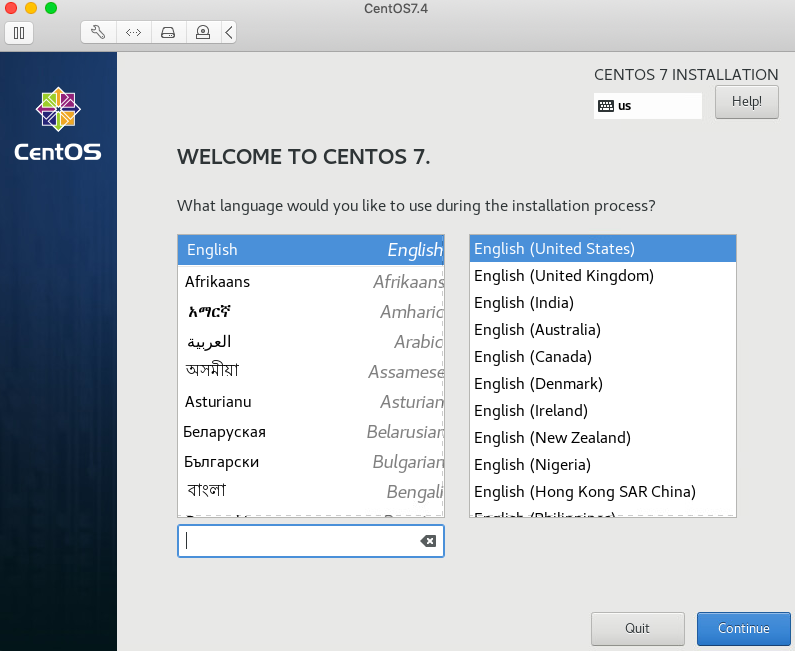 CentOS7.4
CENTOS 7 INSTALLATION
us
Help!
CentOS
WELCOME TO CENTOS 7.
What language would you like to use during the installation process?
English English
Afrikaans Afrikaans
አማርኛ Amharic
العربية Arabic
অসমীয়া Assamese
Asturianu Asturian
Беларуская Belarusian
Български Bulgarian
বাংলা Bengali
English (United States)
English (United Kingdom)
English (India)
English (Australia)
English (Canada)
English (Denmark)
English (Ireland)
English (New Zealand)
English (Nigeria)
English (Hong Kong SAR China)
English (Philippines)
Quit
Continue